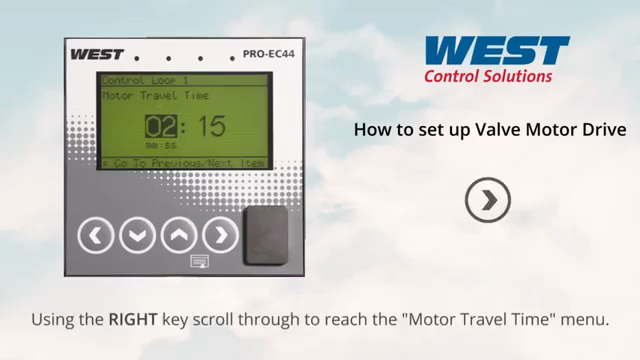 WEST
PRO-EC44
Control Loop 1
Motor Travel Time
02: 15
mm:ss
Go To Previous/Next Item
WEST
Control Solutions
How to set up Valve Motor Drive
Using the RIGHT key scroll through to reach the "Motor Travel Time" menu.